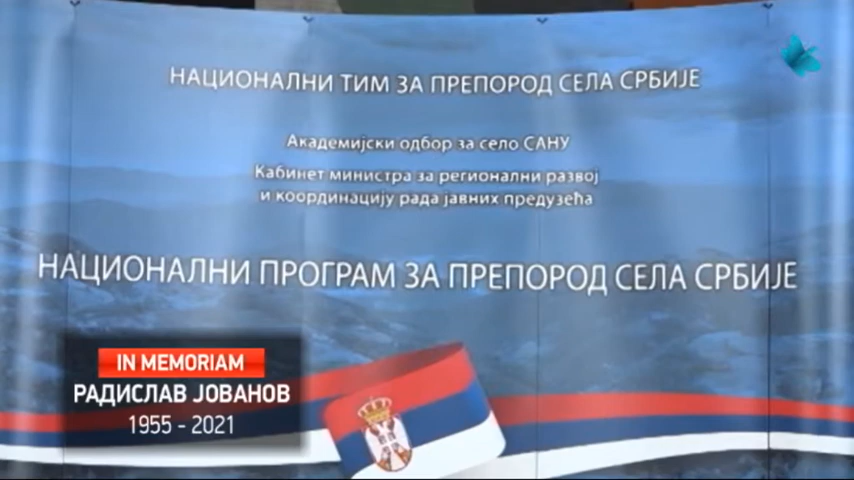 НАЦИОНАЛНИ ТИМ ЗА ПРЕПОРОД СЕЛА СРБИЈЕ
Академијски одбор за село САНУ
Кабинет министра за регионални развој
и координацију рада јавних предузећа
НАЦИОНАЛНИ ПРОГРАМ ЗА ПРЕПОРОД СЕЛА СРБИЈЕ
IN MEMORIAM
РАДИСЛАВ ЈОВАНОВ
1955 - 2021